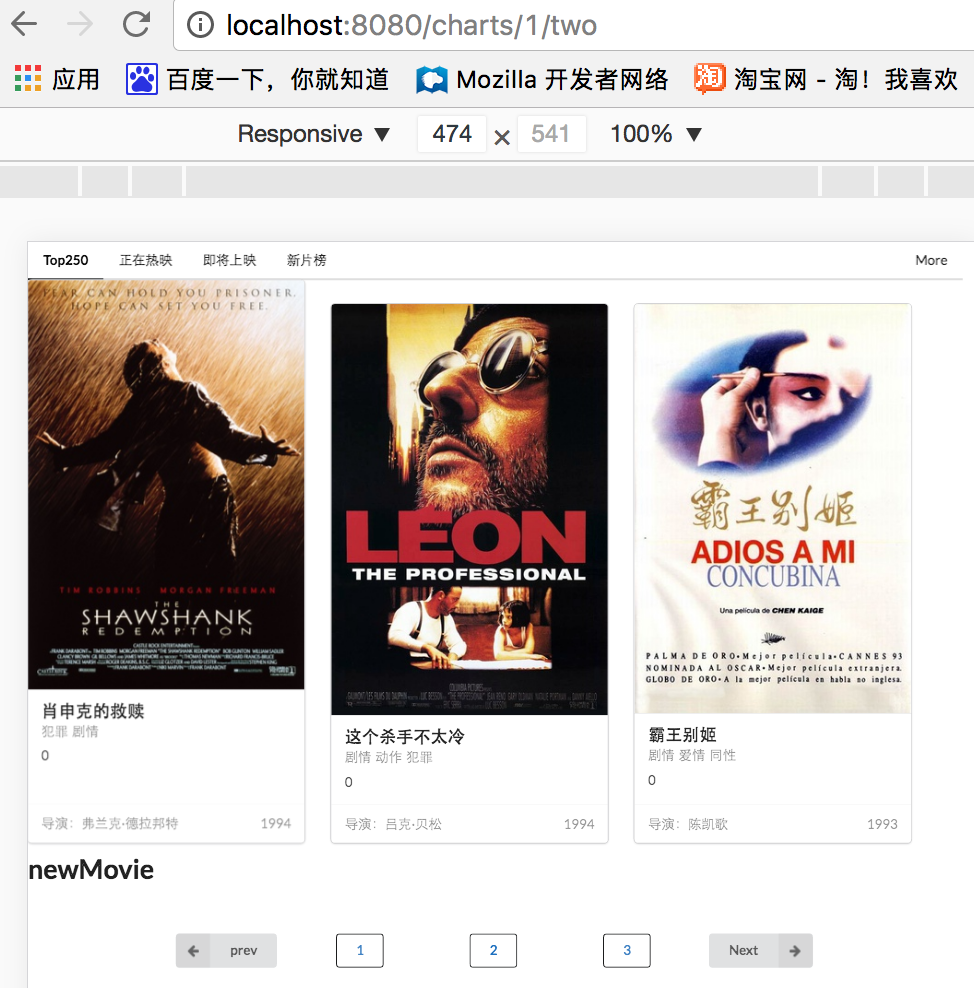 localhost:8080/charts/1/two
应用 百度一下，你就知道 Mozilla 开发者网络 淘宝网 - 淘！我喜欢
Responsive ▼ 474 × 541 100% ▼
Top250 正在热映 即将上映 新片榜 More
FEAR CAN HOLD YOU PRISONER.
HOPE CAN SET YOU FREE.
TIM ROBBINS MORGAN FREEMAN
THE
SHAWSHANK
REDEMPTION
肖申克的救赎
犯罪 剧情
0
导演：弗兰克·德拉邦特 1994
LEON
THE PROFESSIONAL
这个杀手不太冷
剧情 动作 犯罪
0
导演：吕克·贝松 1994
霸王别姬
ADIOS A MI
CONCUBINA
Una película de CHEN KAIGE
PALMA DE ORO•Mejor película•CANNES 93
NOMINADA AL OSCAR•Mejor película extranjera.
GLOBO DE ORO•A la mejor película en habla no inglesa.
霸王别姬
剧情 爱情 同性
0
导演：陈凯歌 1993
newMovie
prev 1 2 3 Next